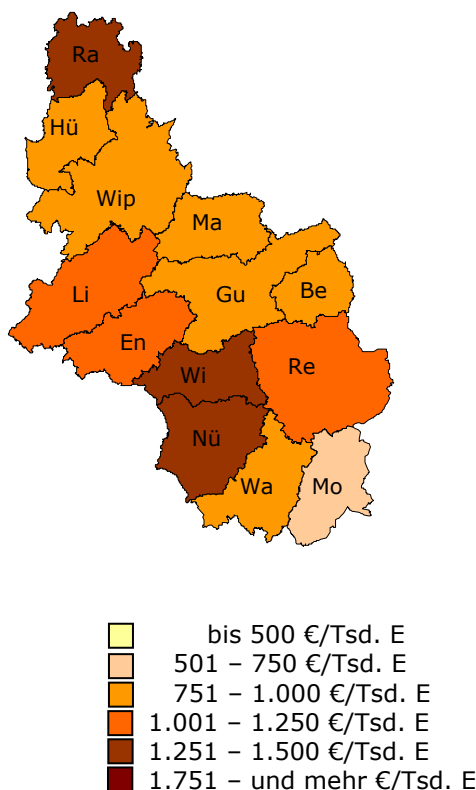 Ra
Hü
Wip
Ma
Li
Gu
Be
En
Wi
Re
Nü
Wa
Mo
bis 500 €/Tsd. E
501 – 750 €/Tsd. E
751 – 1.000 €/Tsd. E
1.001 – 1.250 €/Tsd. E
1.251 – 1.500 €/Tsd. E
1.751 – und mehr €/Tsd. E